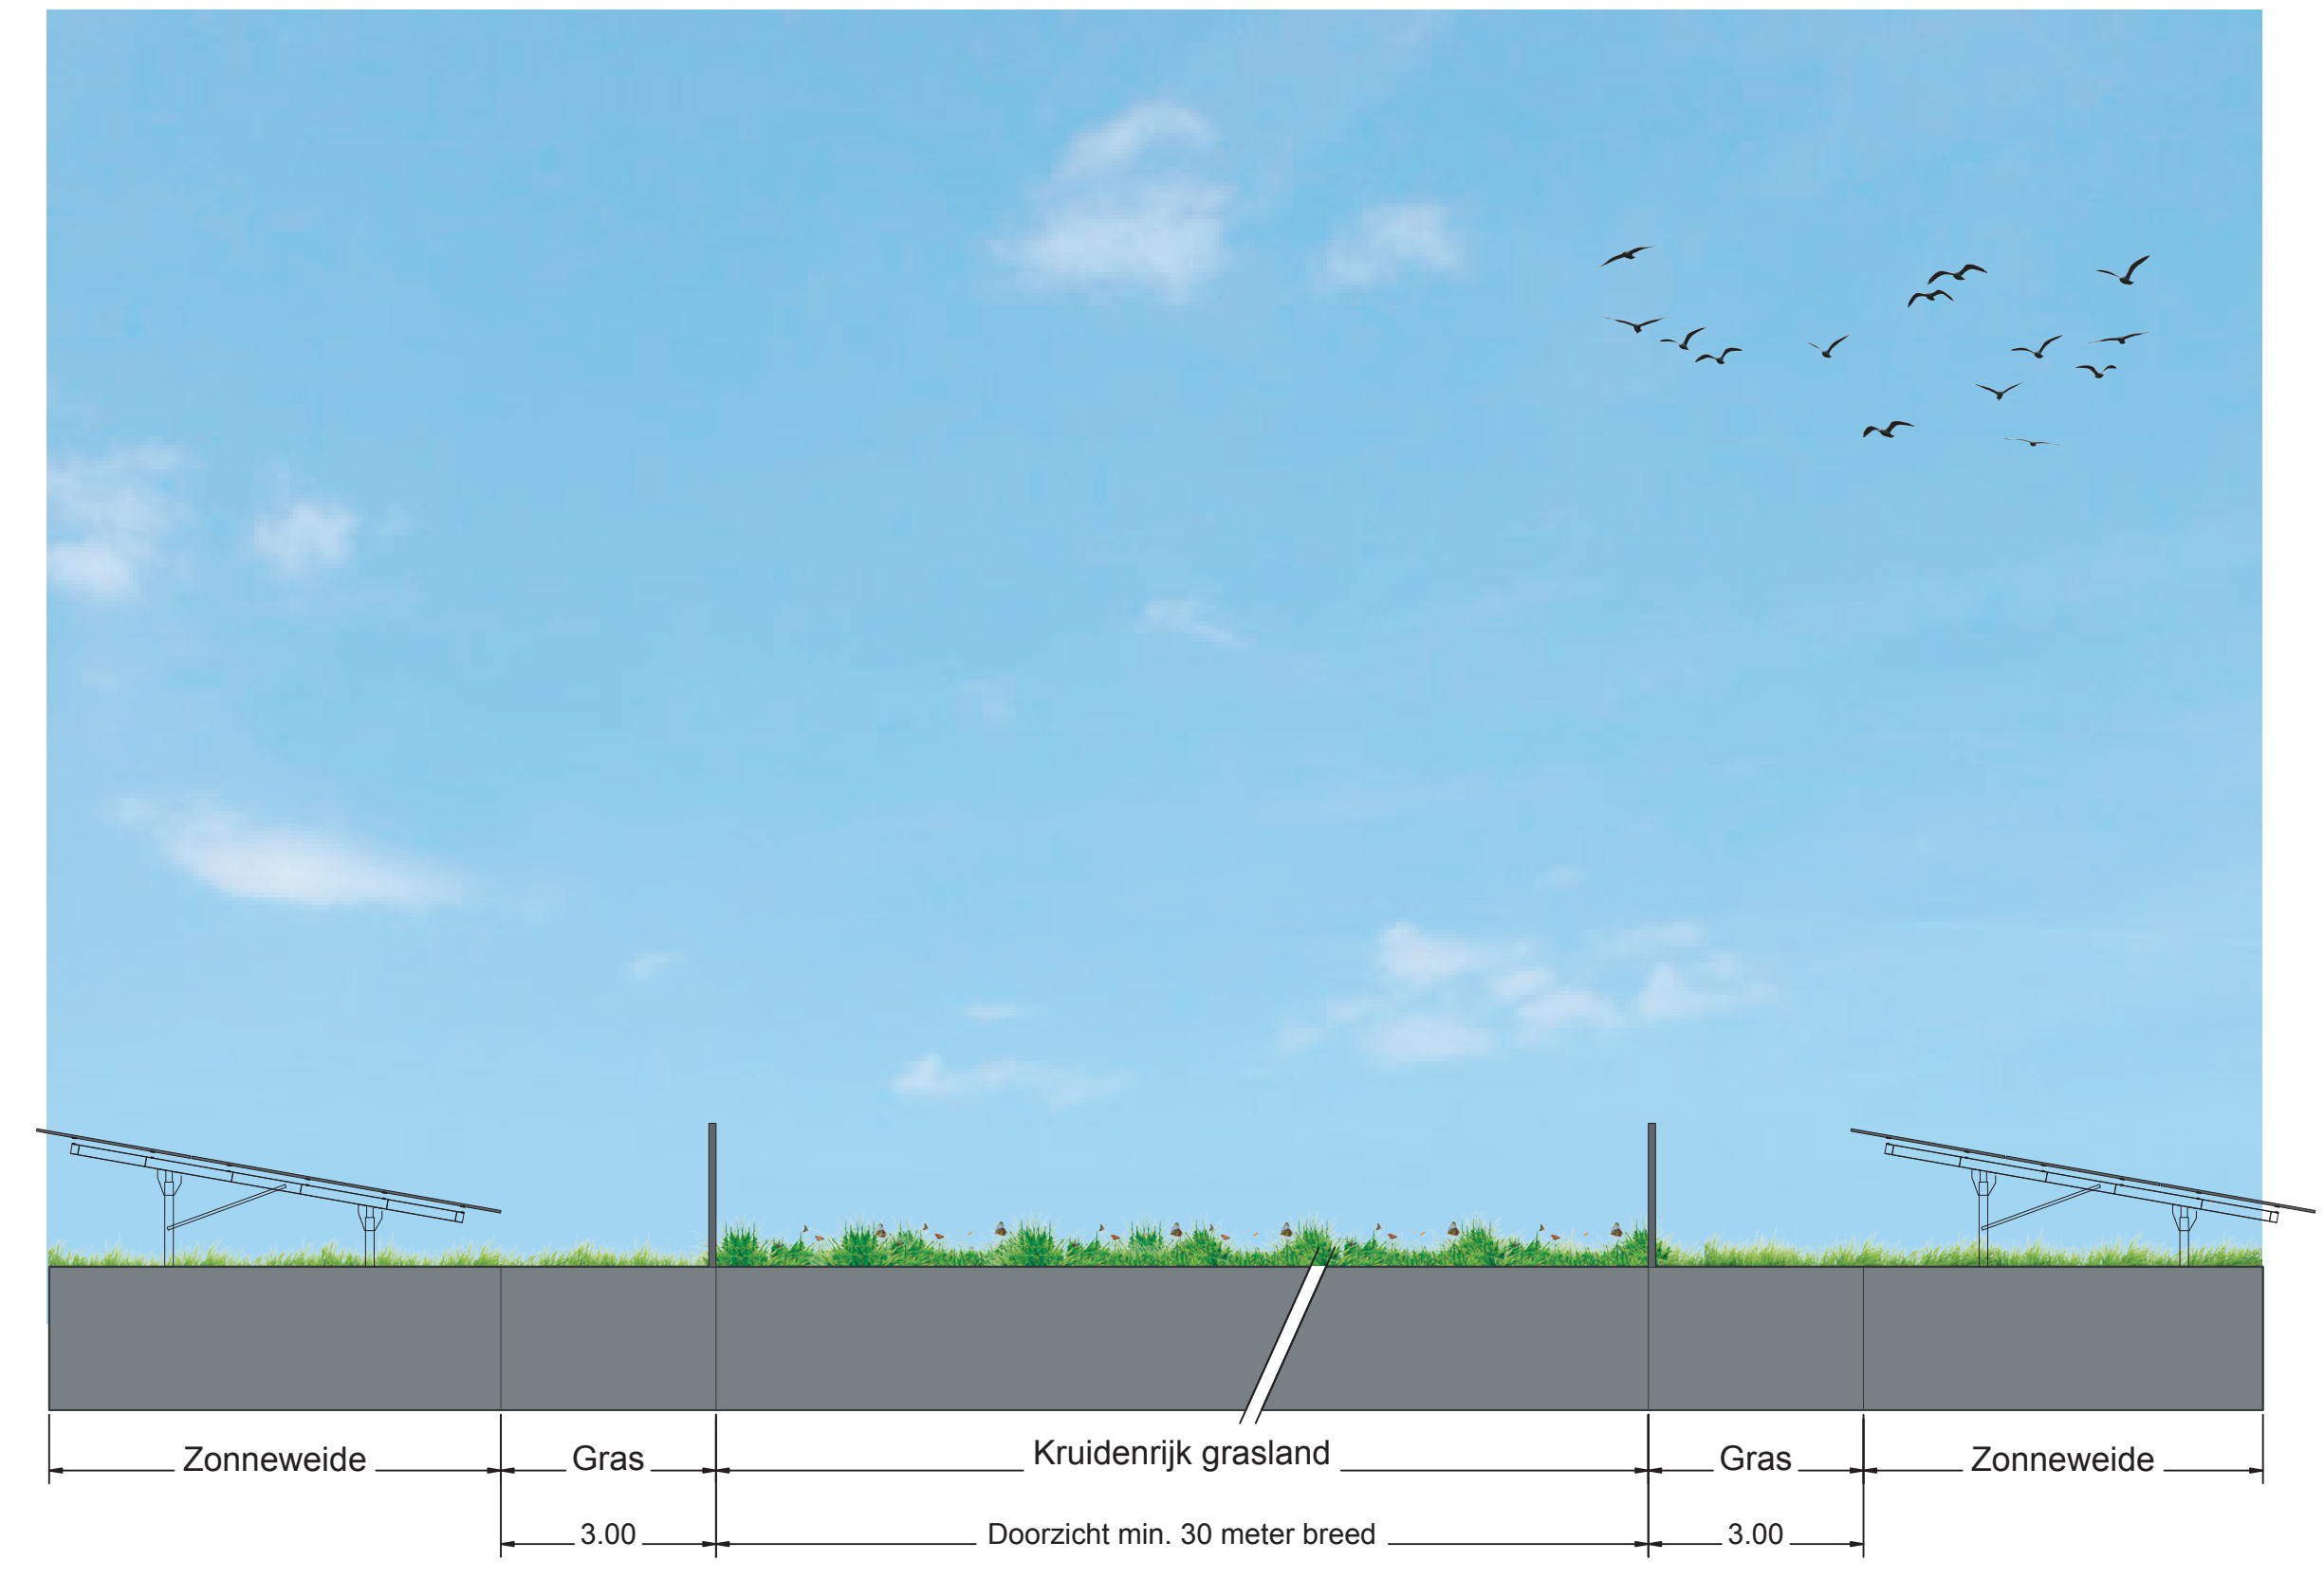 Zonneweide
Gras
Kruidenrijk grasland
Gras
Zonneweide
3.00
Doorzicht min. 30 meter breed
3.00